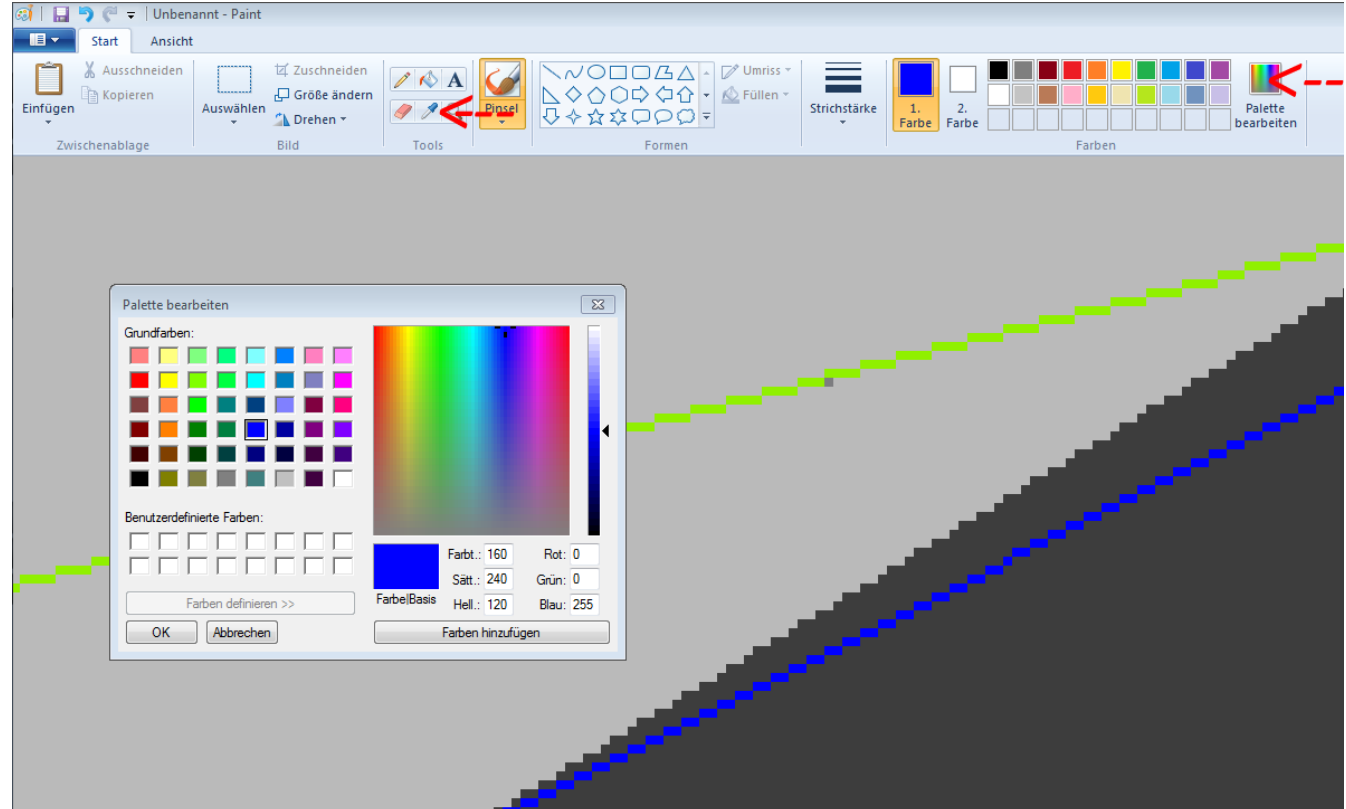 Unbenannt - Paint
Start Ansicht
Einfügen
Ausschneiden
Kopieren
Zwischenablage
Auswählen
Zuschneiden
Größe ändern
Drehen
Bild
A
Tools
Pinsel
Umriss
Füllen
Formen
Strichstärke
1.
Farbe
2.
Farbe
Palette
bearbeiten
Farben
Palette bearbeiten
Grundfarben:
Benutzerdefinierte Farben:
Farben definieren >>
OK Abbrechen
Farbe|Basis
Farbt.: 160 Rot: 0
Sätt.: 240 Grün: 0
Hell.: 120 Blau: 255
Farben hinzufügen